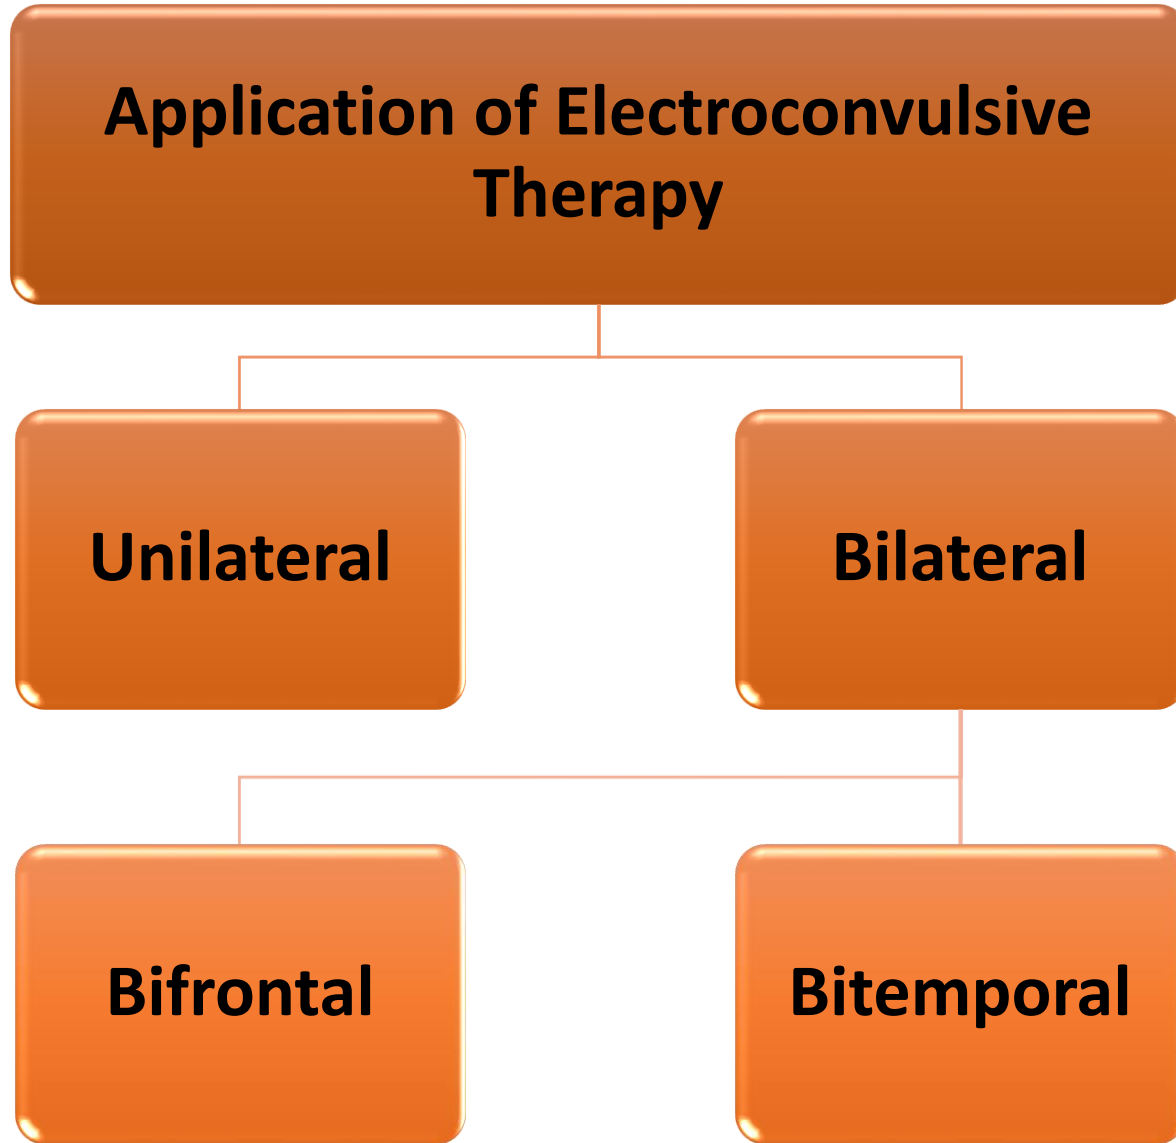 Application of Electroconvulsive
Therapy
Unilateral
Bilateral
Bifrontal
Bitemporal